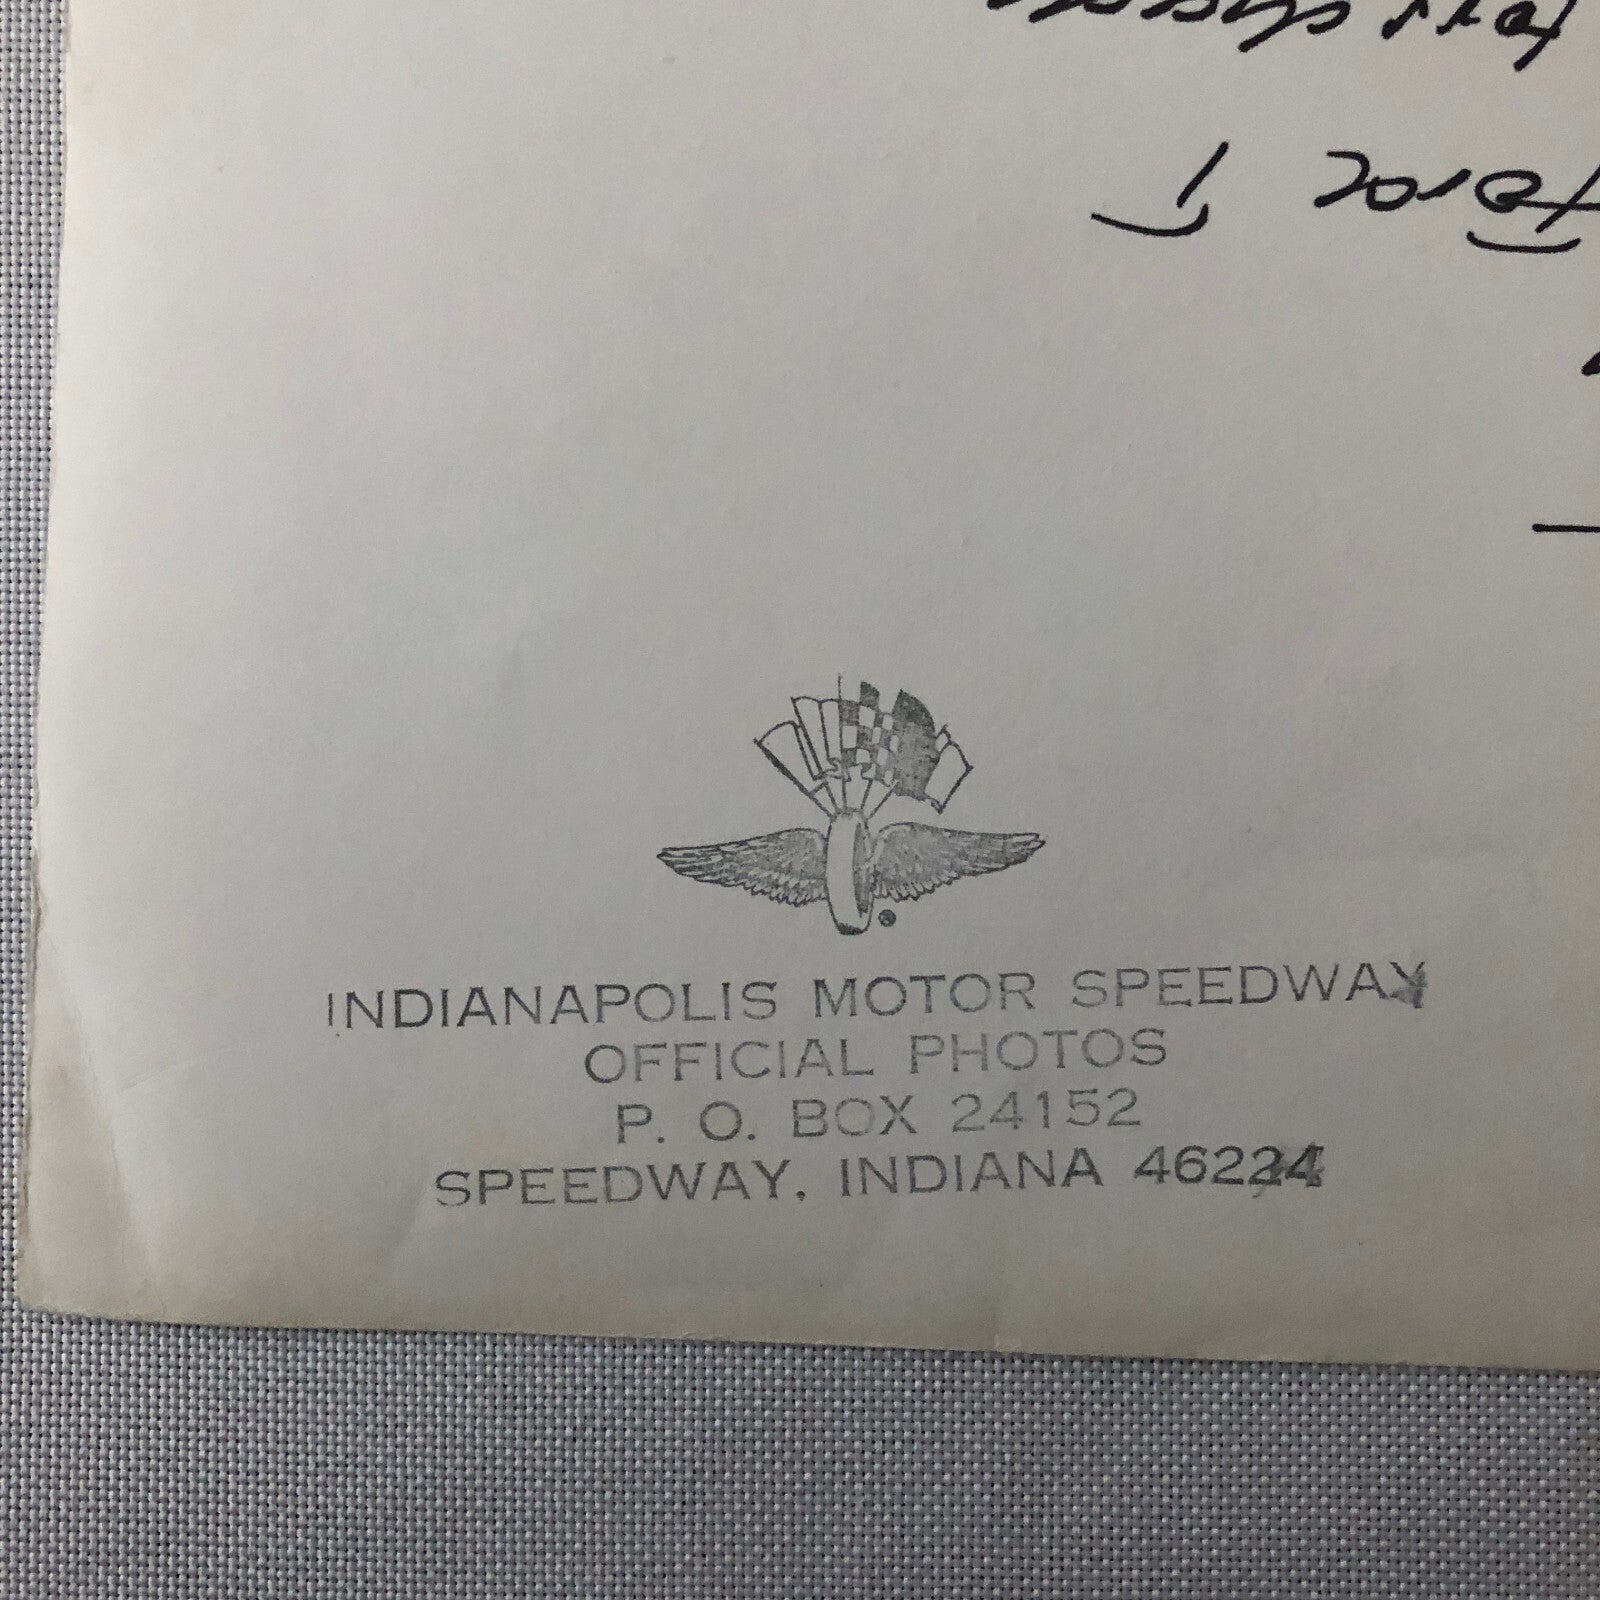 INDIANAPOLIS MOTOR SPEEDWAY
OFFICIAL PHOTOS
P. O. BOX 24152
SPEEDWAY, INDIANA 46224